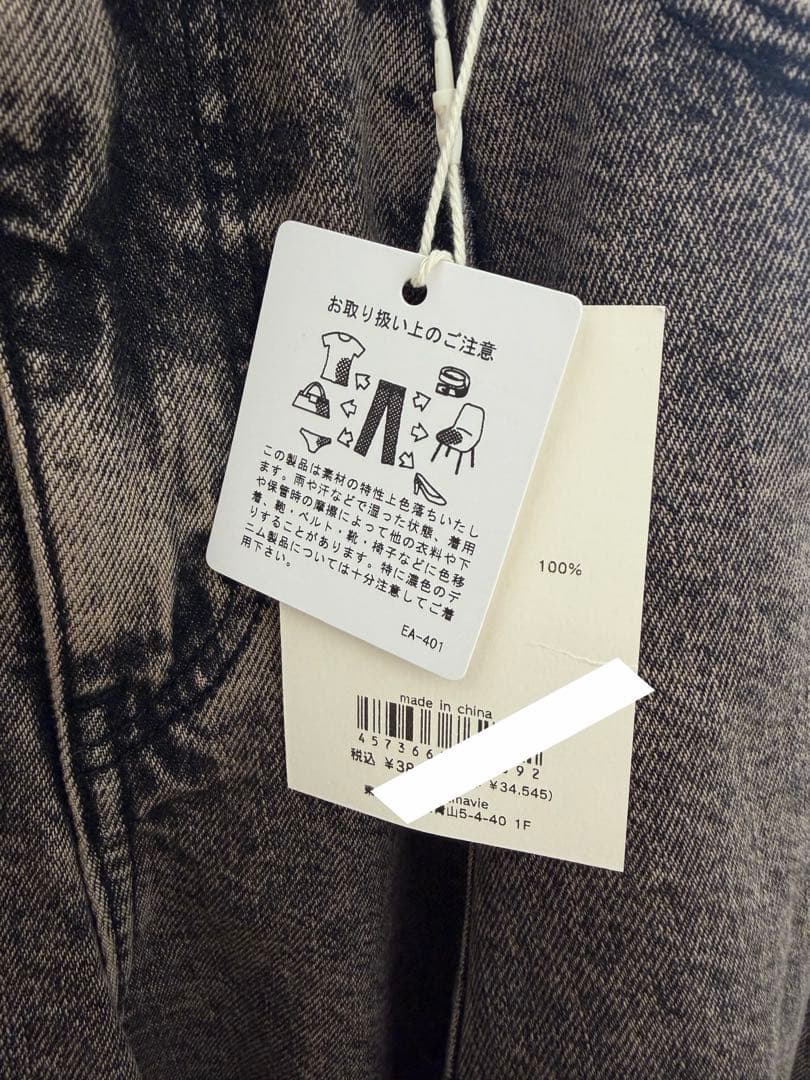 お取り扱い上のご注意
この製品は素材の特性上色落ちいたし
ます。雨や汗などで湿った状態、着用
や保管時の摩擦によって他の衣料や下
着、鞄・ベルト・靴・椅子などに色移
りすることがあります。特に濃色のデ
ニム製品については十分注意してご着
用下さい。
EA-401
100%
made in china
457366 92
税込 ¥38 ¥34,545)
navie
青山5-4-40 1F